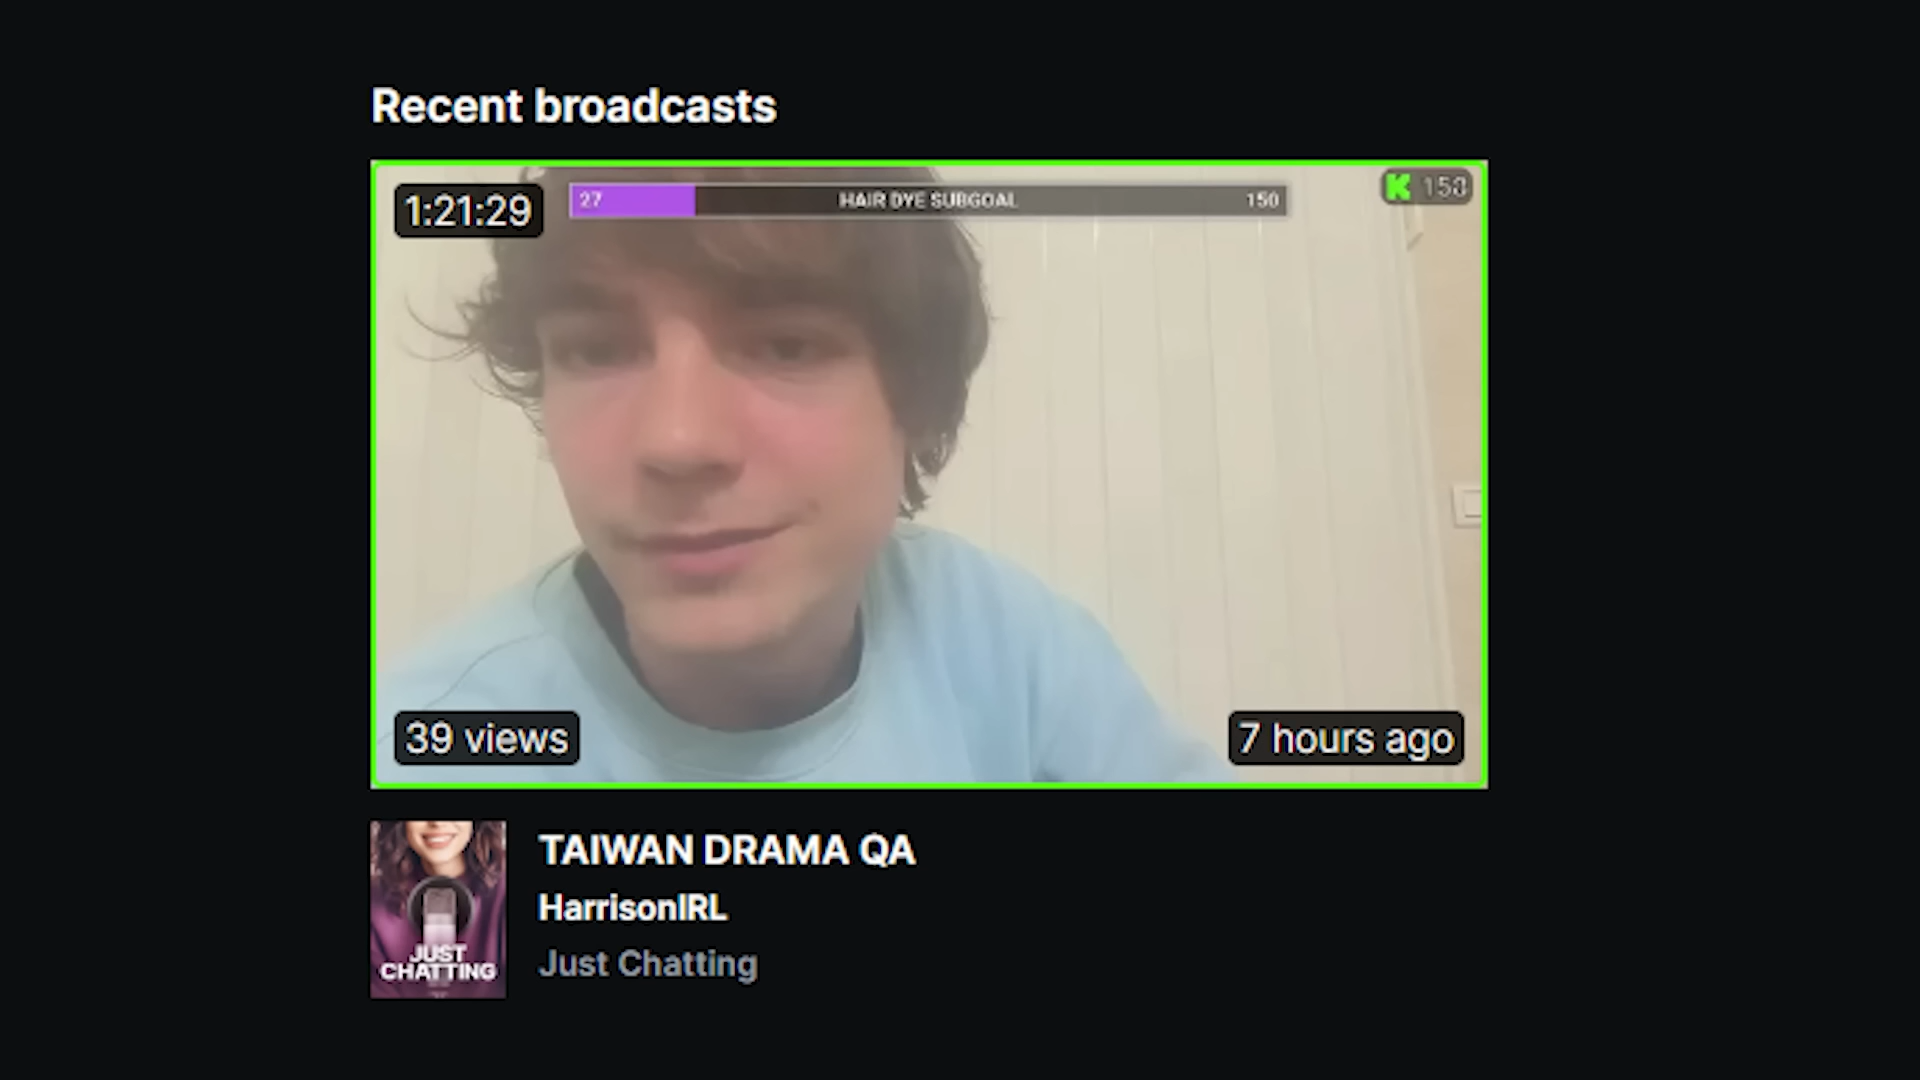 Recent broadcasts
1:21:29
27 HAIR DYE SUBGOAL 150
K 150
39 views
7 hours ago
JUST
CHATTING
TAIWAN DRAMA QA
HarrisonIRL
Just Chatting